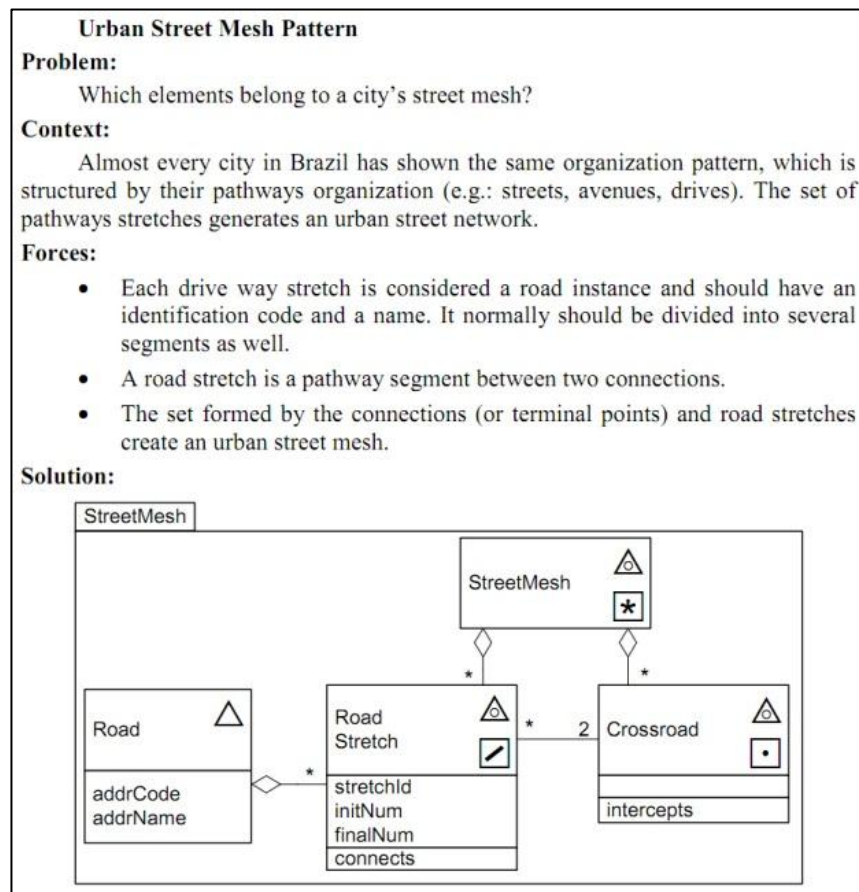 Urban Street Mesh Pattern
Problem:
Which elements belong to a city's street mesh?
Context:
Almost every city in Brazil has shown the same organization pattern, which is
structured by their pathways organization (e.g.: streets, avenues, drives). The set of
pathways stretches generates an urban street network.
Forces:
• Each drive way stretch is considered a road instance and should have an
identification code and a name. It normally should be divided into several
segments as well.
• A road stretch is a pathway segment between two connections.
• The set formed by the connections (or terminal points) and road stretches
create an urban street mesh.
Solution:
StreetMesh
StreetMesh
*
* *
Road
addrCode
addrName
*
Road
Stretch
stretchId
initNum
finalNum
connects
* 2
Crossroad
intercepts